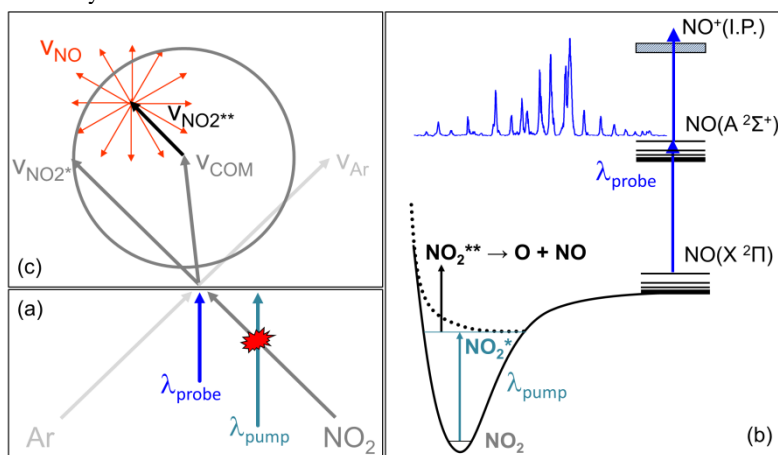 V_NO
V_NO2**
V_NO2*
V_COM
V_Ar
(c)
(a)
λ_probe
λ_pump
Ar
NO₂
NO⁺(I.P.)
NO(A ²Σ⁺)
λ_probe
NO(X ²Π)
NO₂** → O + NO
NO₂*
λ_pump
NO₂
(b)